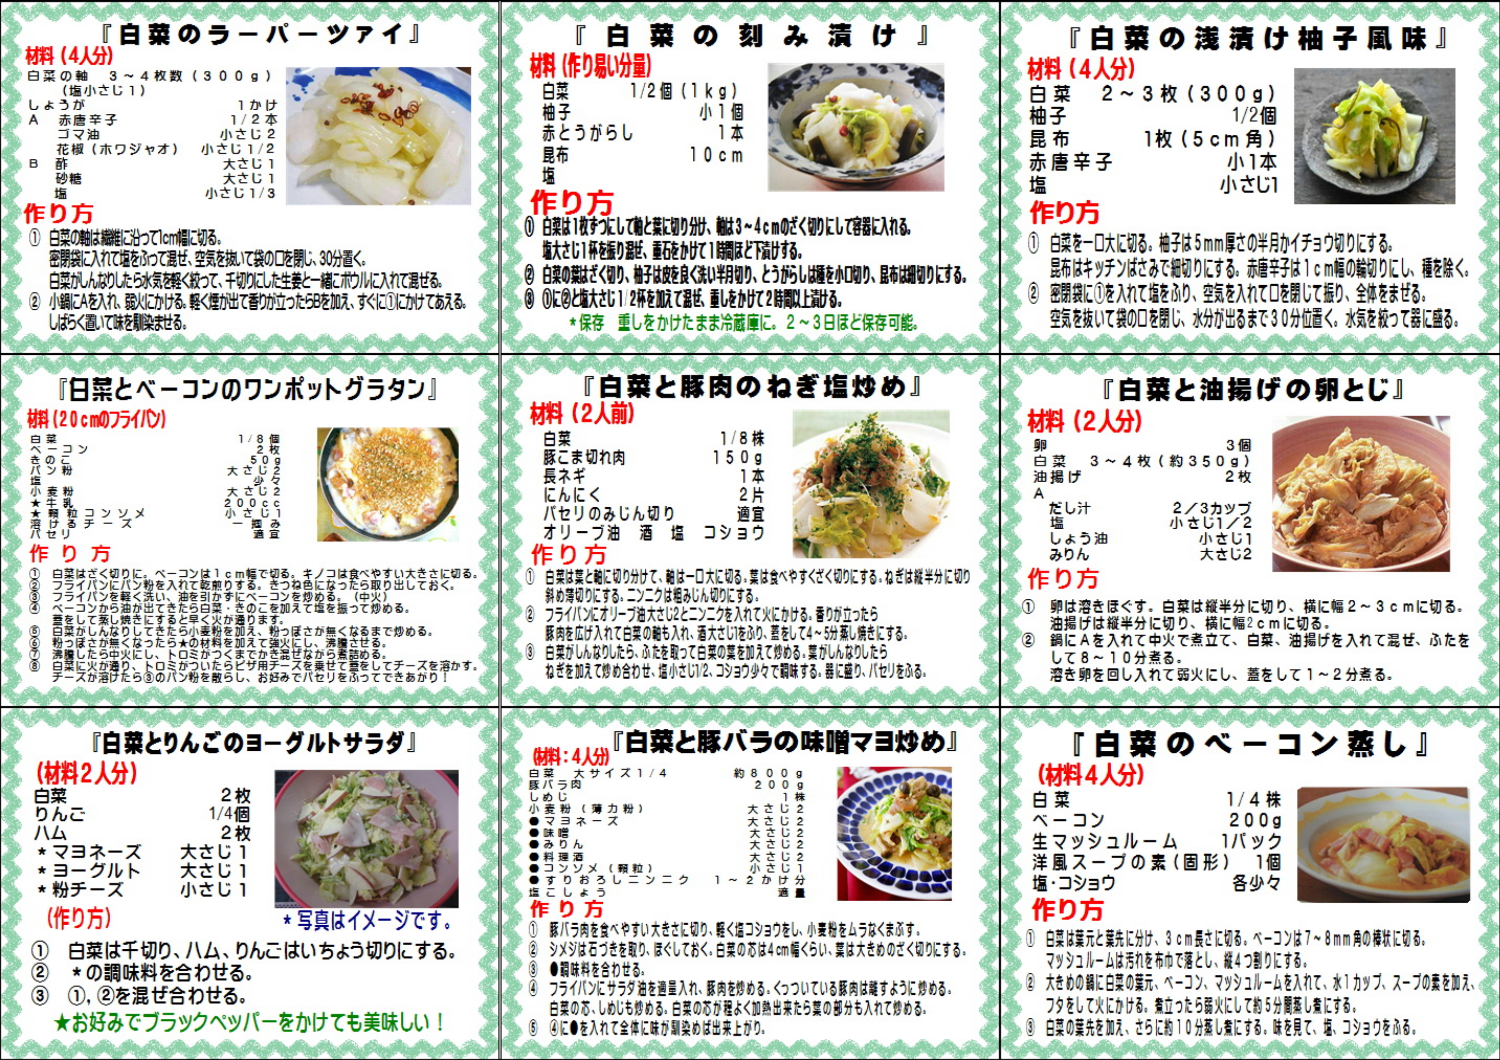 『白菜のラーパーツァイ』
材料（4人分）
白菜の軸　３～４枚数（３００ｇ）
（塩小さじ１）
しょうが　１かけ
Ａ　赤唐辛子　１/２本
ゴマ油　小さじ２
花椒（ホワジャオ）　小さじ１/２
Ｂ　酢　大さじ１
砂糖　大さじ１
塩　小さじ１/３
作り方
①　白菜の軸は繊維に沿って1cm幅に切る。
密閉袋に入れて塩をふって混ぜ、空気を抜いて袋の口を閉じ、30分置く。
白菜がしんなりしたら水気を軽く絞って、千切りにした生姜と一緒にボウルに入れて混ぜる。
②　小鍋にAを入れ、弱火にかける。軽く煙が出て香りが立ったらBを加え、すぐに①にかけてあえる。
しばらく置いて味を馴染ませる。
『白菜の刻み漬け』
材料（作り易い分量）
白菜　1/2個（１ｋｇ）
柚子　小１個
赤とうがらし　１本
昆布　１０ｃｍ
塩
作り方
①　白菜は１枚ずつにして軸と葉に切り分け、軸は３～４ｃｍのざく切りにして容器に入れる。
塩大さじ１杯を振り混ぜ、重石をかけて１時間ほど下漬けする。
②　白菜の葉はざく切り、柚子は皮を良く洗い半月切り、とうがらしは種を小口切り、昆布は細切りにする。
③　①に②と塩大さじ1/2杯を加えて混ぜ、重しをかけて２時間以上漬ける。
＊保存　重しをかけたまま冷蔵庫に。２～３日ほど保存可能。
『白菜の浅漬け柚子風味』
材料（４人分）
白菜　２～３枚（３００ｇ）
柚子　1/2個
昆布　1枚（５ｃｍ角）
赤唐辛子　小１本
塩　小さじ1
作り方
①　白菜を一口大に切る。柚子は５ｍｍ厚さの半月かイチョウ切りにする。
昆布はキッチンばさみで細切りにする。赤唐辛子は１ｃｍ幅の輪切りにし、種を除く。
②　密閉袋に①を入れて塩をふり、空気を入れて口を閉じて振り、全体をまぜる。
空気を抜いて袋の口を閉じ、水分が出るまで３０分位置く。水気を絞って器に盛る。
『白菜とベーコンのワンポットグラタン』
材料（２０ｃｍのフライパン）
白菜　１/８個
ベーコン　２枚
きのこ　５０ｇ
パン粉　大さじ２
塩　少々
小麦粉　大さじ２
★牛乳　２００ｃｃ
★顆粒コンソメ　小さじ１
溶けるチーズ　一掴み
パセリ　適宜
作り方
①　白菜はざく切りに。ベーコンは１ｃｍ幅で切る。キノコは食べやすい大きさに切る。
②　フライパンにパン粉を入れて乾煎りする。きつね色になったら取り出しておく。
③　フライパンを軽く洗い、油を引かずにベーコンを炒める。（中火）
④　ベーコンから油が出てきたら白菜・きのこを加えて塩を振って炒める。
蓋をして蒸し焼きにすると早く火が通ります。
⑤　白菜がしんなりしてきたら小麦粉を加え、粉っぽさが無くなるまで炒める。
⑥　粉っぽさが無くなったら★の材料を加えて強火にし、沸騰させる。
⑦　沸騰したら中火にし、トロミがつくまでかき混ぜながら煮詰める。
⑧　白菜に火が通り、トロミがついたらピザ用チーズを乗せて蓋をしてチーズを溶かす。
チーズが溶けたら③のパン粉を散らし、お好みでパセリをふってできあがり！
『白菜と豚肉のねぎ塩炒め』
材料（２人前）
白菜　１/８株
豚こま切れ肉　１５０ｇ
長ネギ　1本
にんにく　２片
パセリのみじん切り　適宜
オリーブ油　酒　塩　コショウ
作り方
①　白菜は葉と軸に切り分けて、軸は一口大に切る。葉は食べやすくざく切りにする。ねぎは縦半分に切り
斜め薄切りにする。ニンニクは粗みじん切りにする。
②　フライパンにオリーブ油大さじ２とニンニクを入れて火にかける。香りが立ったら
豚肉を広げ入れて白菜の軸も入れ、酒大さじ1をふり、蓋をして４～５分蒸し焼きにする。
③　白菜がしんなりしたら、ふたを取って白菜の葉を加えて炒める。葉がしんなりしたら
ねぎを加えて炒め合わせ、塩小さじ1/2、コショウ少々で調味する。器に盛り、パセリをふる。
『白菜と油揚げの卵とじ』
材料（２人分）
卵　３個
白菜　３～４枚（約３５０ｇ）
油揚げ　２枚
Ａ
だし汁　２／３カップ
塩　小さじ１／２
しょう油　小さじ１
みりん　大さじ２
作り方
①　卵は溶きほぐす。白菜は縦半分に切り、横に幅２～３ｃｍに切る。
油揚げは縦半分に切り、横に幅２ｃｍに切る。
②　鍋にＡを入れて中火で煮立て、白菜、油揚げを入れて混ぜ、ふたを
して８～１０分煮る。
溶き卵を回し入れて弱火にし、蓋をして１～２分煮る。
『白菜とりんごのヨーグルトサラダ』
（材料２人分）
白菜　２枚
りんご　1/4個
ハム　２枚
＊マヨネーズ　大さじ１
＊ヨーグルト　大さじ１
＊粉チーズ　小さじ１
（作り方）
＊写真はイメージです。
①　白菜は千切り、ハム、りんごはいちょう切りにする。
②　＊の調味料を合わせる。
③　①，②を混ぜ合わせる。
★お好みでブラックペッパーをかけても美味しい！
『白菜と豚バラの味噌マヨ炒め』
（材料：４人分）
白菜　大サイズ１/４　約８００ｇ
豚バラ肉　２００ｇ
しめじ　１株
小麦粉（薄力粉）　大さじ２
●マヨネーズ　大さじ２
●味噌　大さじ２
●みりん　大さじ２
●料理酒　大さじ２
●コンソメ（顆粒）　小さじ１
●すりおろしニンニク　１～２かけ分
塩こしょう　適量
作り方
①　豚バラ肉を食べやすい大きさに切り、軽く塩コショウをし、小麦粉をムラなくまぶす。
②　シメジは石づきを取り、ほぐしておく。白菜の芯は４cm幅くらい、葉は大きめのざく切りにする。
③　●調味料を合わせる。
④　フライパンにサラダ油を適量入れ、豚肉を炒める。くっついている豚肉は離すように炒める。
白菜の芯、しめじも炒める。白菜の芯が程よく加熱出来たら葉の部分も入れて炒める。
⑤　④に●を入れて全体に味が馴染めば出来上がり。
『白菜のベーコン蒸し』
（材料４人分）
白菜　１/４株
ベーコン　２００ｇ
生マッシュルーム　1パック
洋風スープの素（固形）　１個
塩・コショウ　各少々
作り方
①　白菜は葉元と葉先に分け、３ｃｍ長さに切る。ベーコンは７～８ｍｍ角の棒状に切る。
マッシュルームは汚れを布巾で落とし、縦４つ割りにする。
②　大きめの鍋に白菜の葉元、ベーコン、マッシュルームを入れて、水１カップ、スープの素を加え、
フタをして火にかける。煮立ったら弱火にして約５分間蒸し煮にする。
③　白菜の葉先を加え、さらに約１０分蒸し煮にする。味を見て、塩、コショウをふる。